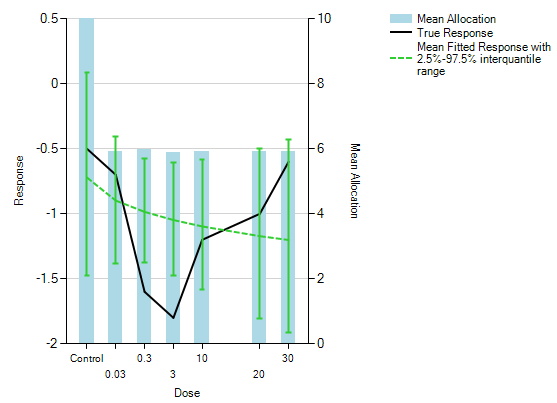 0.5
0
-0.5
-1
-1.5
-2
Response
10
8
6
4
2
0
Mean Allocation
Control
0.03
0.3
3
10
20
30
Dose
Mean Allocation
True Response
Mean Fitted Response with
2.5%-97.5% interquantile
range